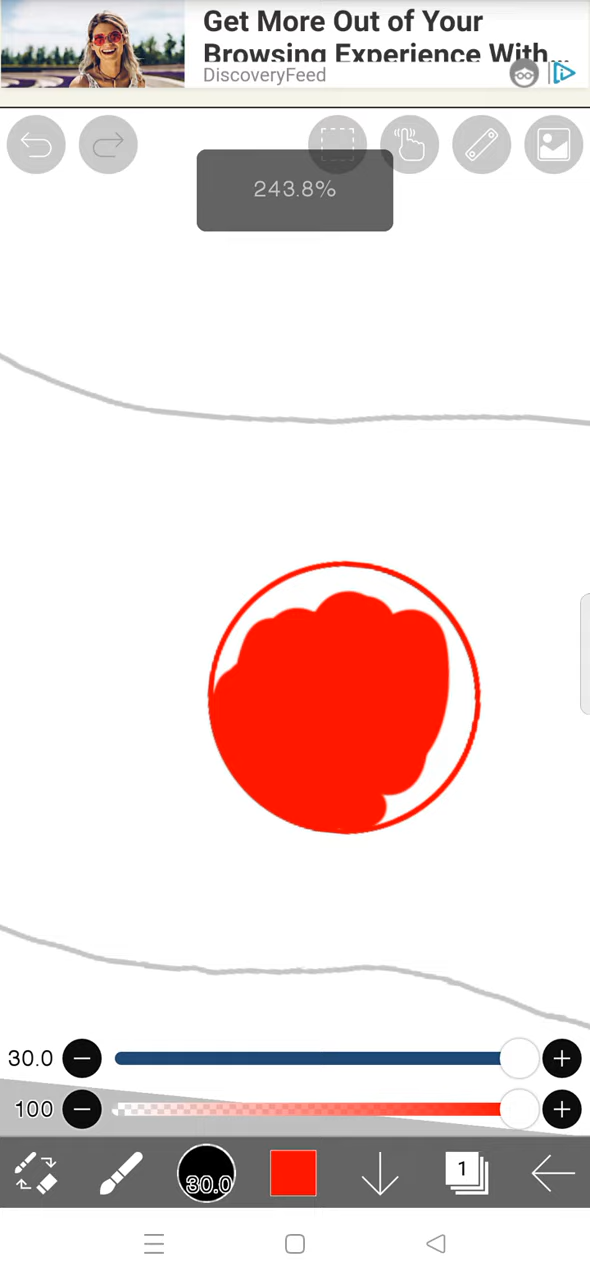 Get More Out of Your
Browsing Experience With...
DiscoveryFeed
243.8%
30.0
100
30.0
1